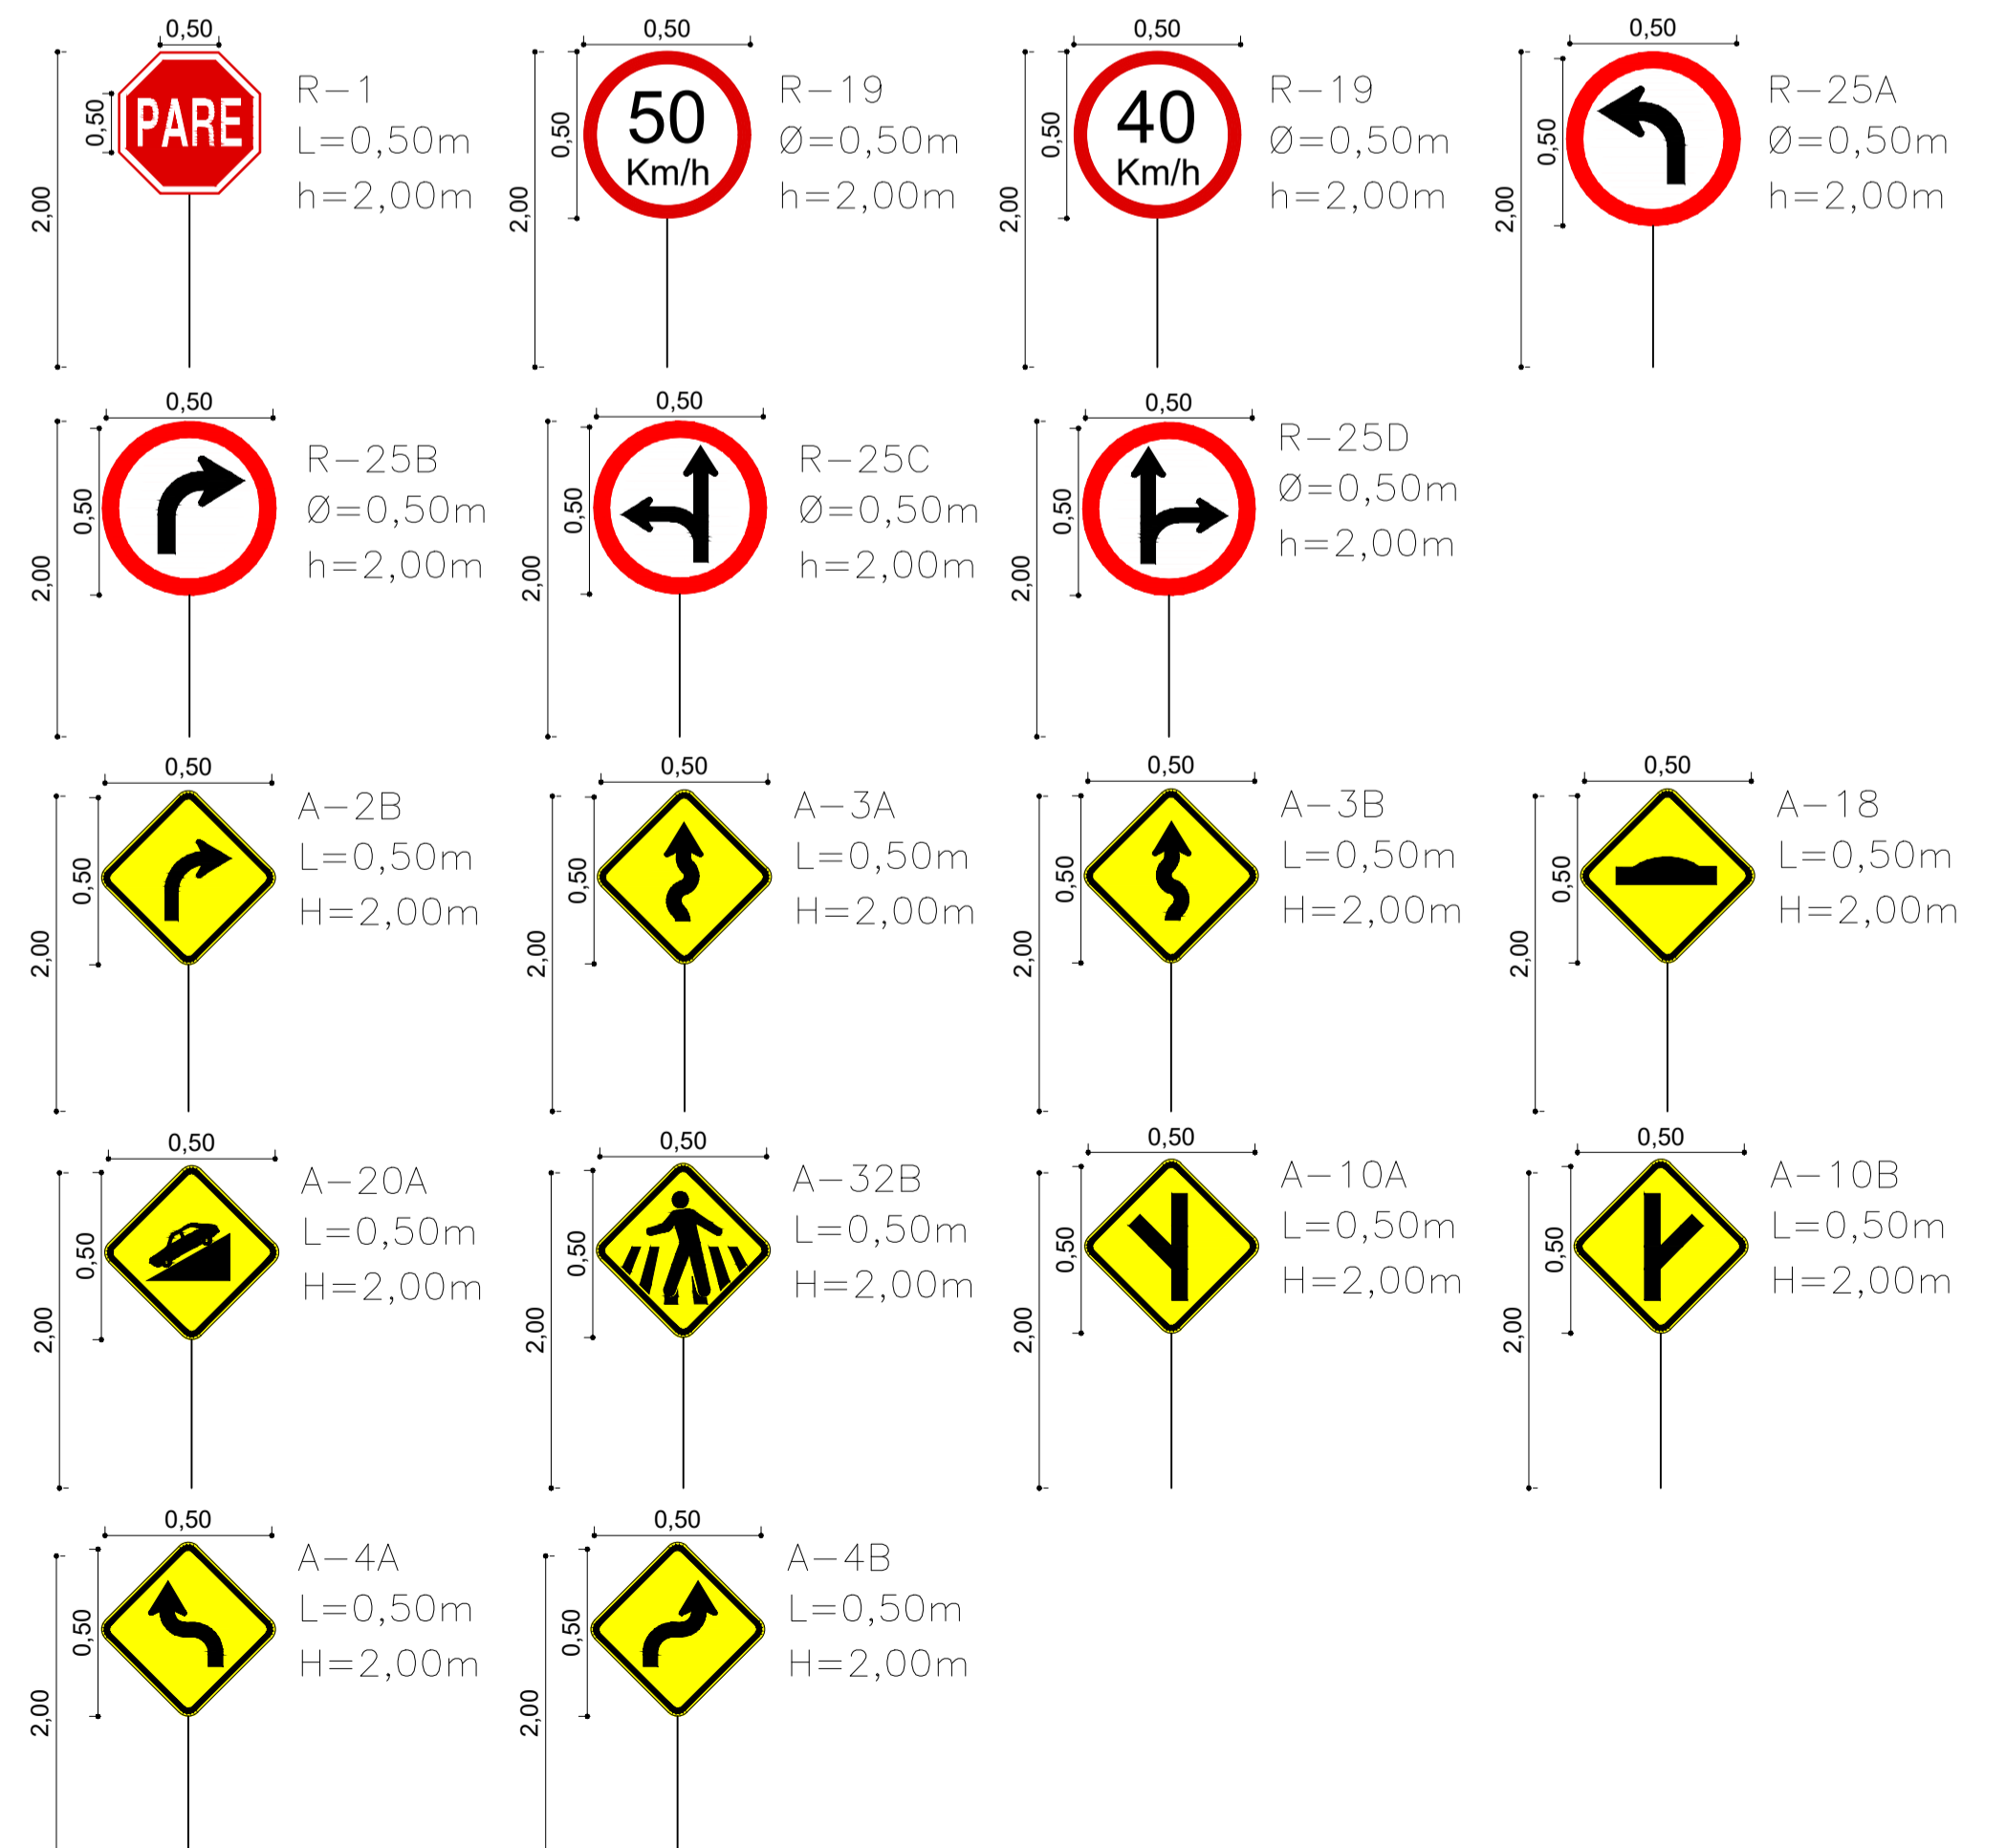 0,50
0,50
2,00
PARE
R-1
L=0,50m
h=2,00m
0,50
0,50
2,00
50
Km/h
R-19
Ø=0,50m
h=2,00m
0,50
0,50
2,00
40
Km/h
R-19
Ø=0,50m
h=2,00m
0,50
0,50
2,00
R-25A
Ø=0,50m
h=2,00m
0,50
0,50
2,00
R-25B
Ø=0,50m
h=2,00m
0,50
0,50
2,00
R-25C
Ø=0,50m
h=2,00m
0,50
0,50
2,00
R-25D
Ø=0,50m
h=2,00m
0,50
0,50
2,00
A-2B
L=0,50m
H=2,00m
0,50
0,50
2,00
A-3A
L=0,50m
H=2,00m
0,50
0,50
2,00
A-3B
L=0,50m
H=2,00m
0,50
0,50
2,00
A-18
L=0,50m
H=2,00m
0,50
0,50
2,00
A-20A
L=0,50m
H=2,00m
0,50
0,50
2,00
A-32B
L=0,50m
H=2,00m
0,50
0,50
2,00
A-10A
L=0,50m
H=2,00m
0,50
0,50
2,00
A-10B
L=0,50m
H=2,00m
0,50
0,50
2,00
A-4A
L=0,50m
H=2,00m
0,50
0,50
2,00
A-4B
L=0,50m
H=2,00m